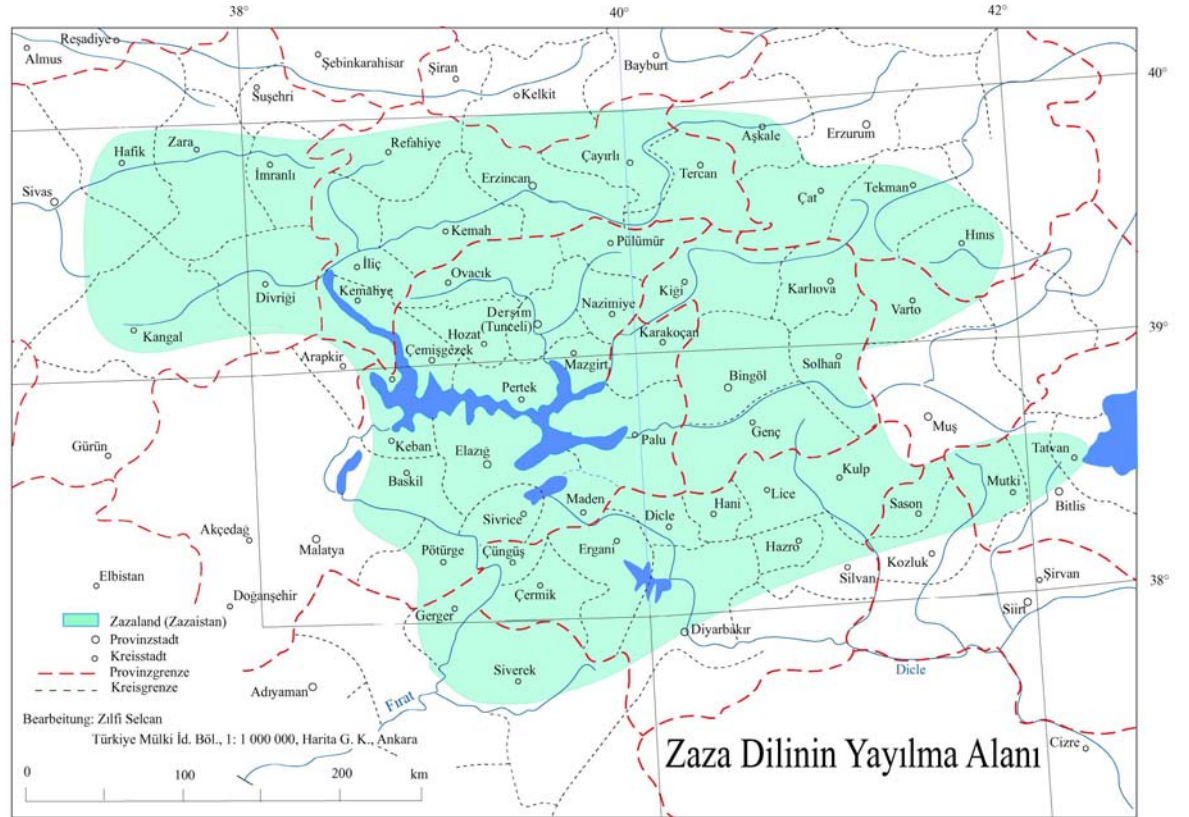 38°
40°
42°
Reşadiye
Almus
Şebinkarahisar
Şiran
Bayburt
40°
Suşehri
Kelkit
Aşkale
Erzurum
Zara
Refahiye
Hafik
İmranlı
Çayırlı
Tercan
Sivas
Erzincan
Çat
Tekman
Kemah
Pülümür
Hınıs
İliç
Ovacık
Divriği
Kemahiye
Kiği
Karlıova
Nazimiye
Varto
Derşim
(Tunceli)
Kangal
Hozat
Karakoçan
39°
Arapkir
Çemişgezek
Mazgirt
Solhan
Bingöl
Pertek
Gürün
Keban
Palu
Genç
Muş
Tatvan
Elazığ
Baskil
Kulp
Mutki
Maden
Lice
Sason
Bitlis
Sivrice
Dicle
Hani
Akçedağ
Malatya
Pötürge
Çüngüş
Ergani
Hazro
Silvan
Kozluk
38°
Elbistan
Doğanşehir
Çermik
Şirvan
Gerger
Siirt
Diyarbakır
Zazaland (Zazaistan)
Provinzstadt
Kreisstadt
Provinzgrenze
Kreisgrenze
Siverek
Dicle
Adıyaman
Fırat
Bearbeitung: Zılfi Selcan
Türkiye Mülki İd. Böl., 1: 1 000 000, Harita G. K., Ankara
Zaza Dilinin Yayılma Alanı
Cizre
0 100 200 km